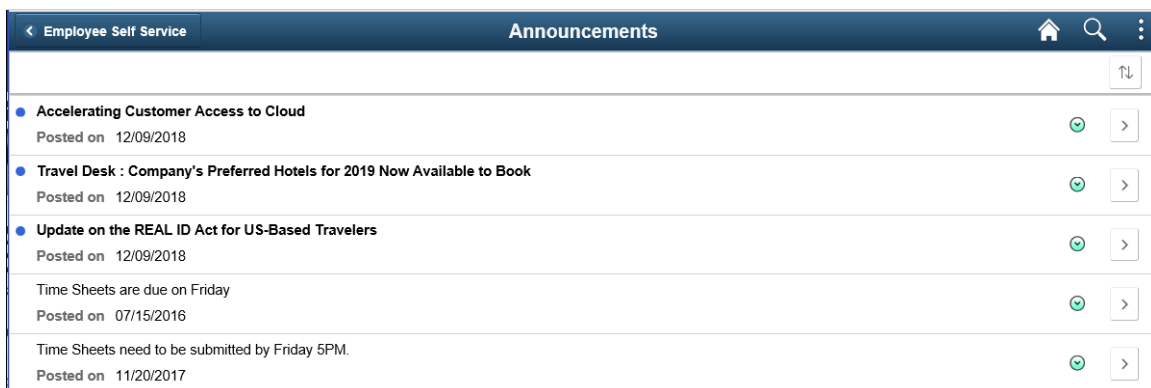 Employee Self Service
Announcements
Accelerating Customer Access to Cloud
Posted on 12/09/2018
Travel Desk : Company's Preferred Hotels for 2019 Now Available to Book
Posted on 12/09/2018
Update on the REAL ID Act for US-Based Travelers
Posted on 12/09/2018
Time Sheets are due on Friday
Posted on 07/15/2016
Time Sheets need to be submitted by Friday 5PM.
Posted on 11/20/2017